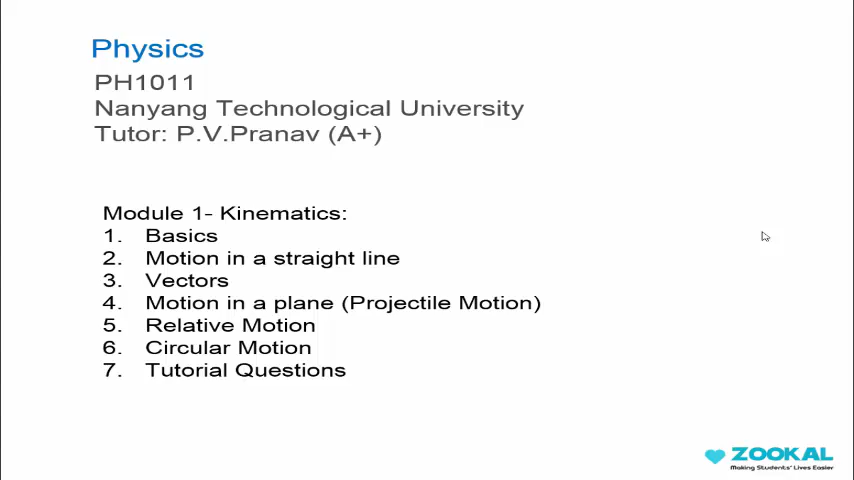 Physics
PH1011
Nanyang Technological University
Tutor: P.V.Pranav (A+)
Module 1- Kinematics:
1. Basics
2. Motion in a straight line
3. Vectors
4. Motion in a plane (Projectile Motion)
5. Relative Motion
6. Circular Motion
7. Tutorial Questions
ZOOKAL
Making Students' Lives Easier